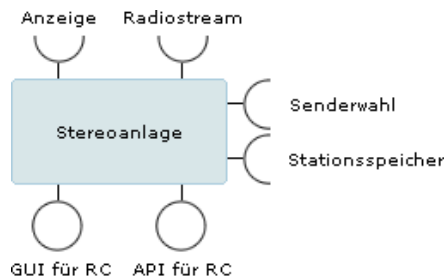 Anzeige
Radiostream
Stereoanlage
Senderwahl
Stationsspeicher
GUI für RC
API für RC